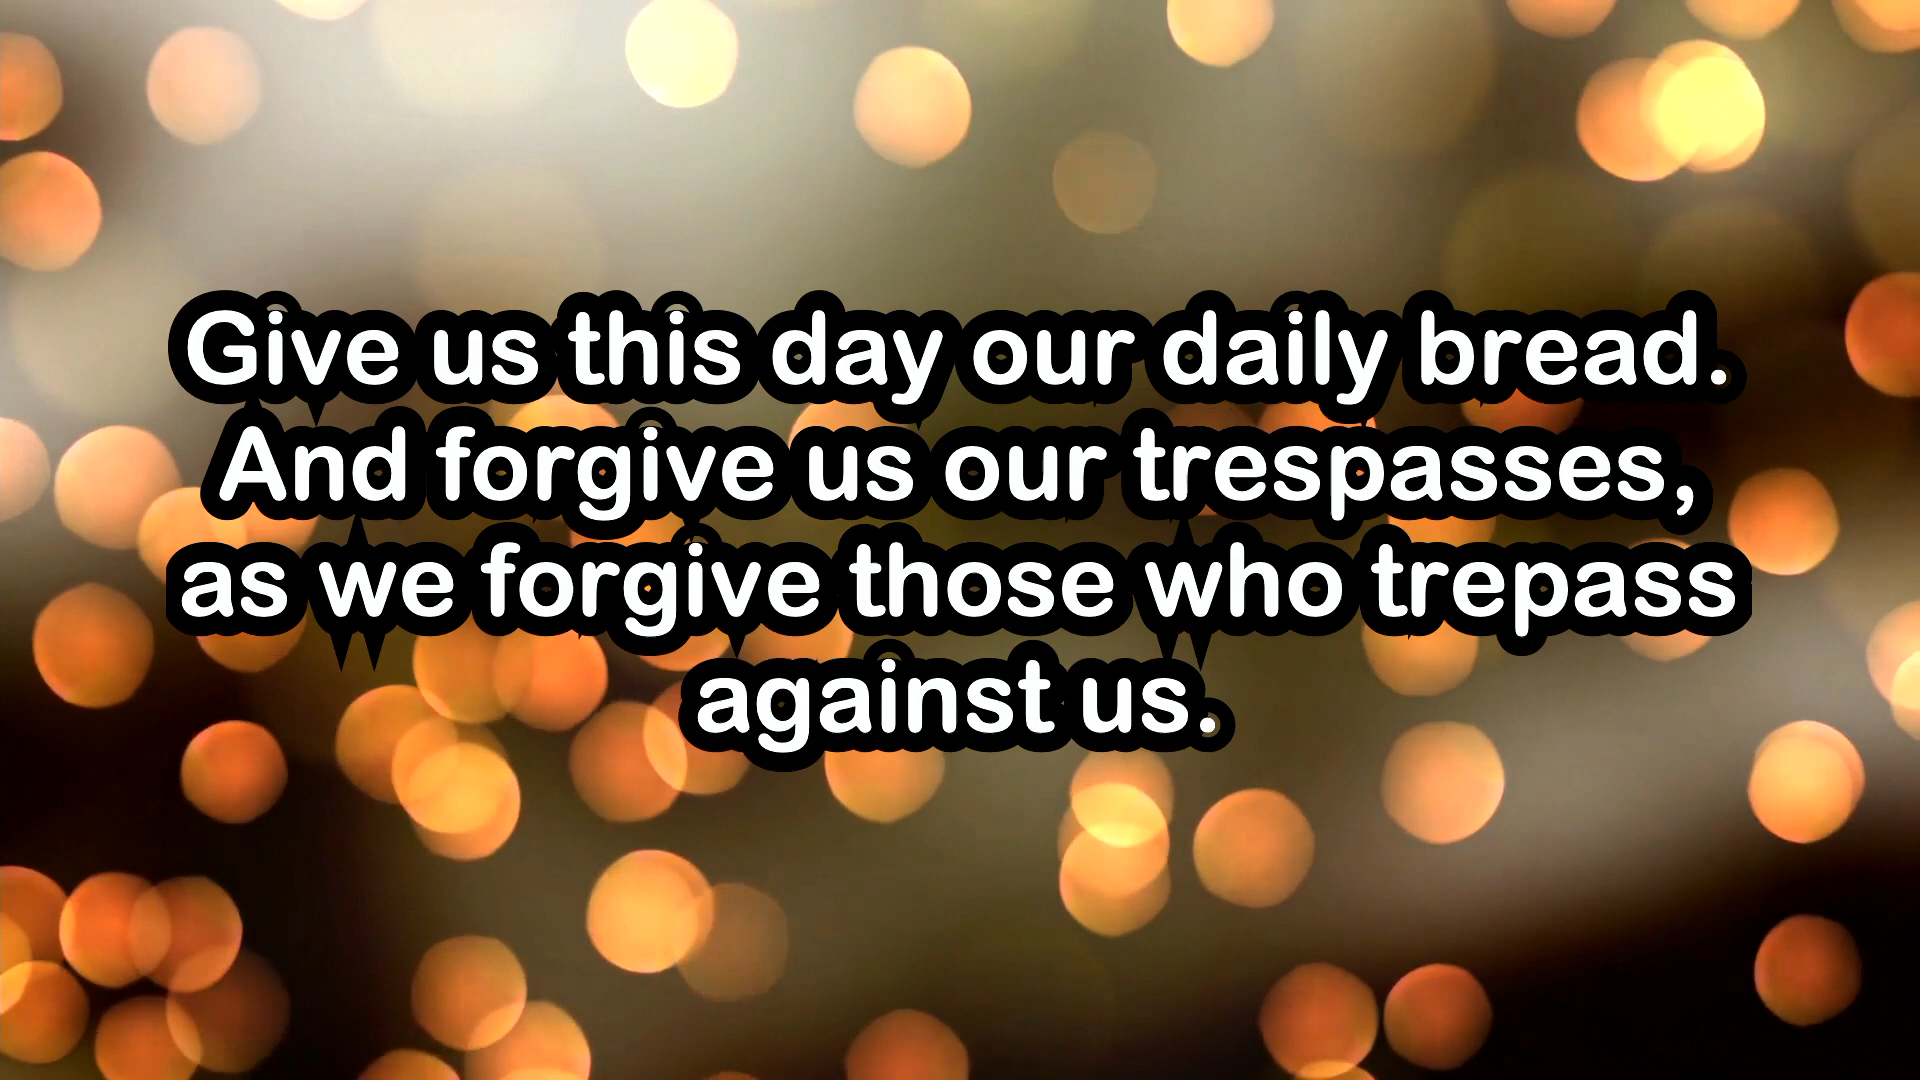 Give us this day our daily bread.
And forgive us our trespasses,
as we forgive those who trepass
against us.